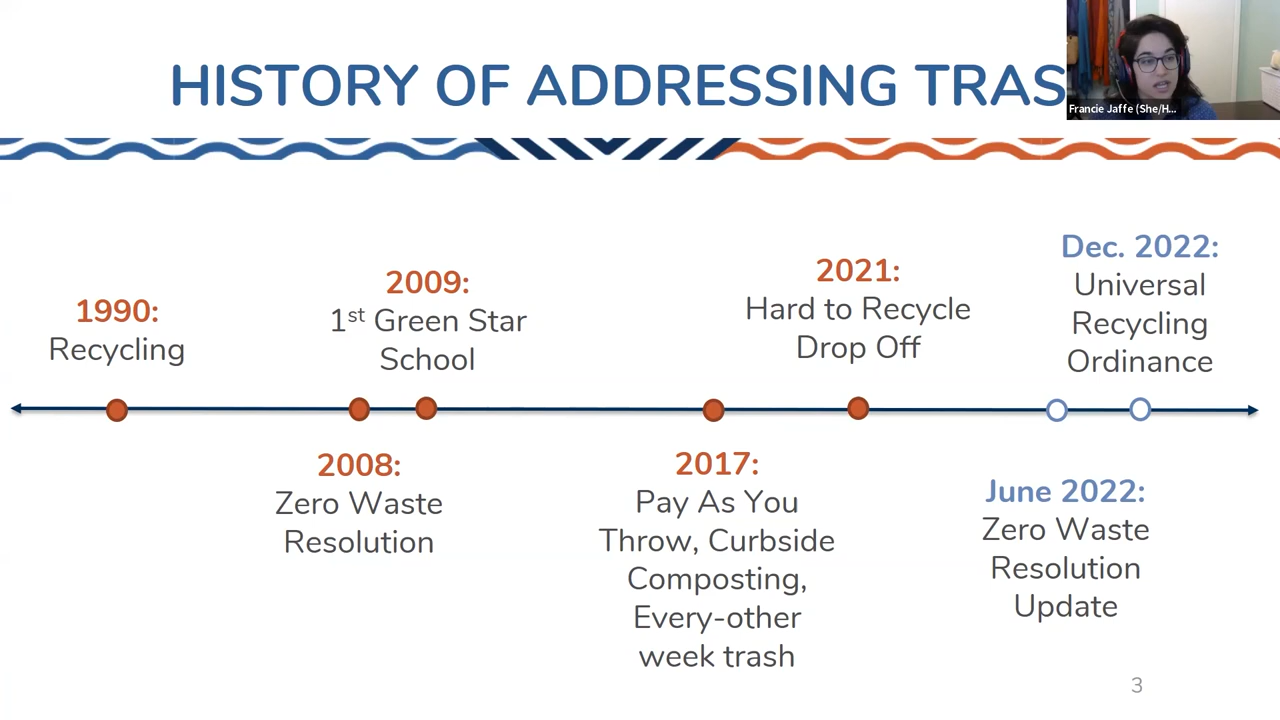 HISTORY OF ADDRESSING TRAS
Francie Jaffe (She/H...
1990:
Recycling
2009:
1st Green Star
School
2021:
Hard to Recycle
Drop Off
Dec. 2022:
Universal
Recycling
Ordinance
2008:
Zero Waste
Resolution
2017:
Pay As You
Throw, Curbside
Composting,
Every-other
week trash
June 2022:
Zero Waste
Resolution
Update
3